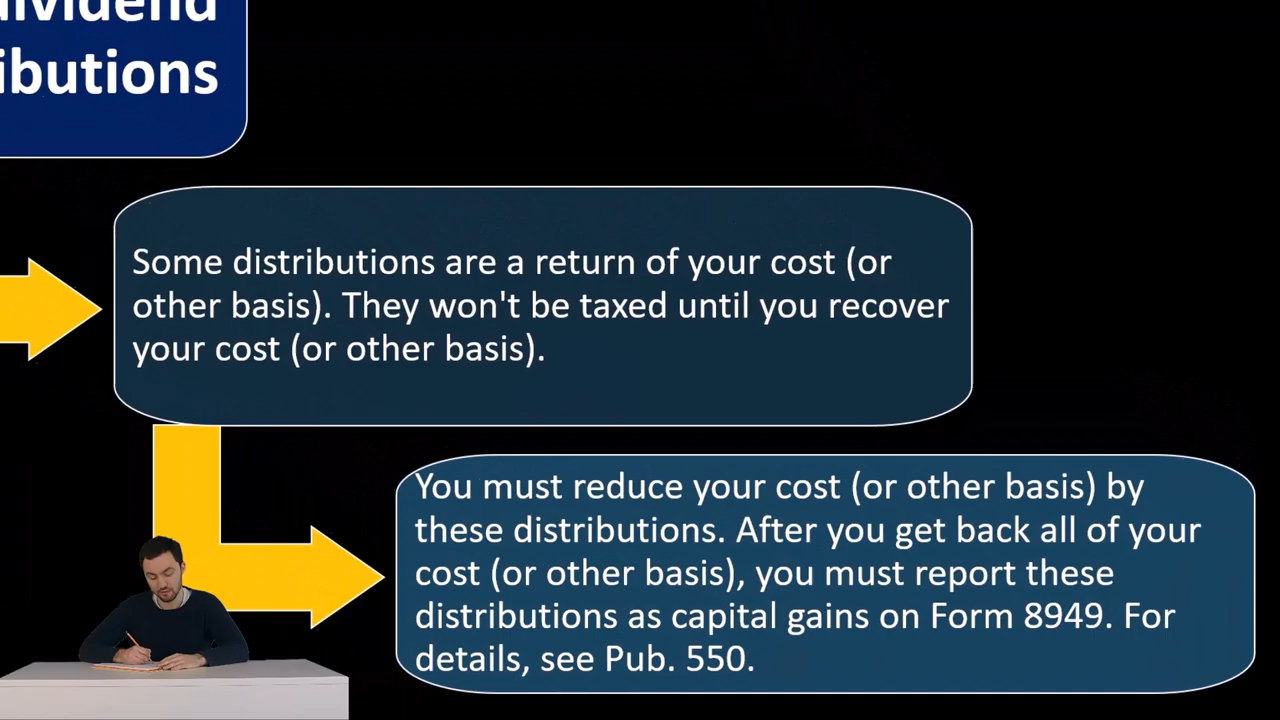 ibutions
Some distributions are a return of your cost (or
other basis). They won't be taxed until you recover
your cost (or other basis).
You must reduce your cost (or other basis) by
these distributions. After you get back all of your
cost (or other basis), you must report these
distributions as capital gains on Form 8949. For
details, see Pub. 550.